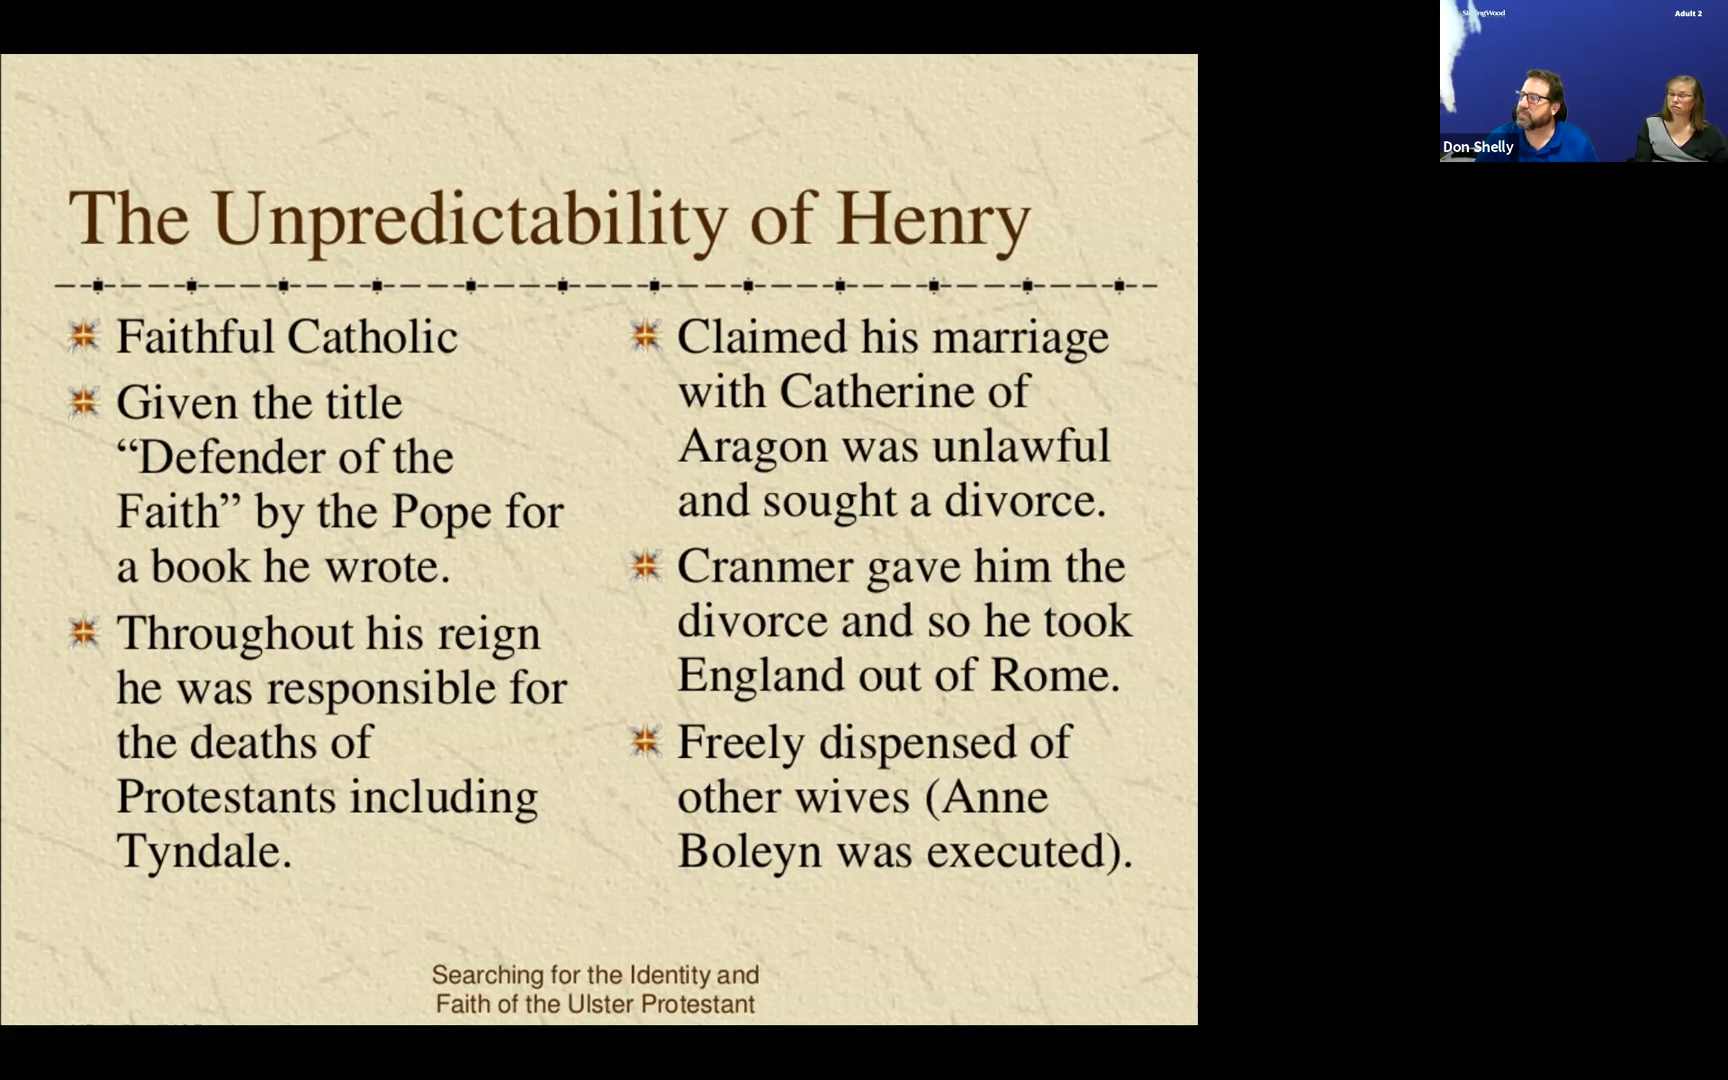 The Unpredictability of Henry
Faithful Catholic
Given the title
“Defender of the
Faith” by the Pope for
a book he wrote.
Throughout his reign
he was responsible for
the deaths of
Protestants including
Tyndale.
Claimed his marriage
with Catherine of
Aragon was unlawful
and sought a divorce.
Cranmer gave him the
divorce and so he took
England out of Rome.
Freely dispensed of
other wives (Anne
Boleyn was executed).
Searching for the Identity and
Faith of the Ulster Protestant
Adult 2
Don Shelly